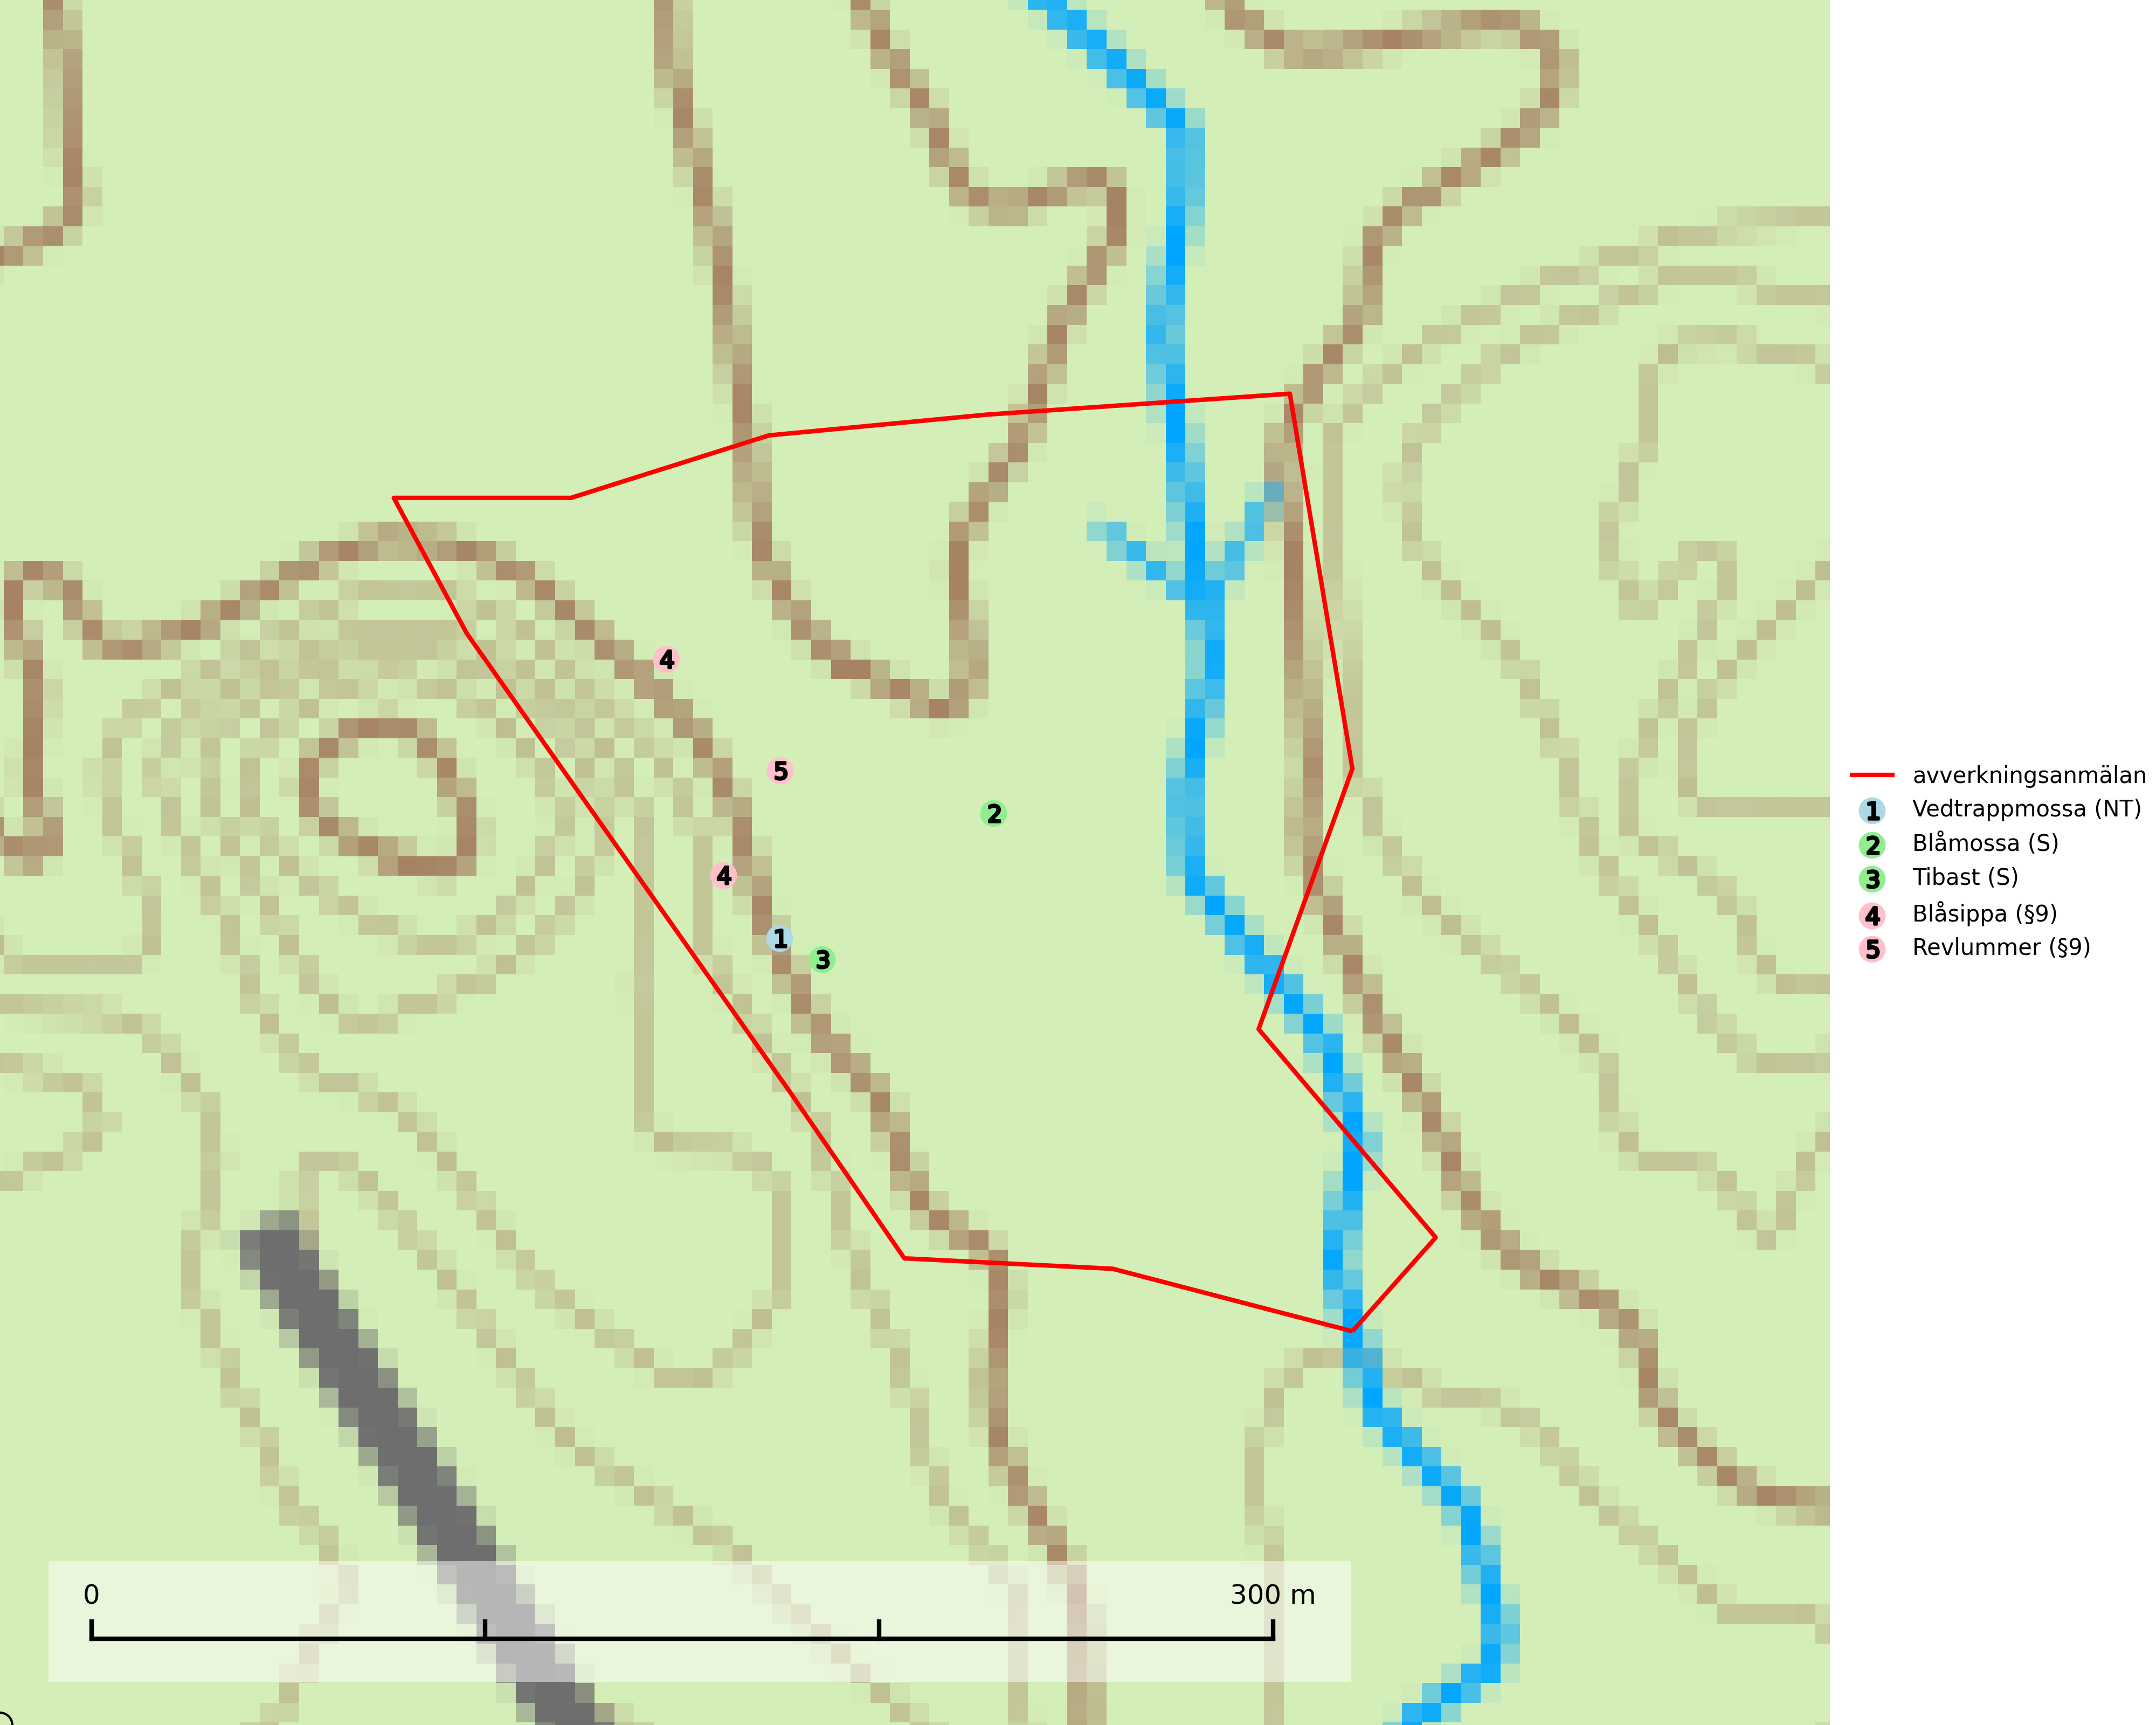 4
5
2
4
1
3
avverkningsanmälan
1 Vedtrappmossa (NT)
2 Blåmossa (S)
3 Tibast (S)
4 Blåsippa (§9)
5 Revlummer (§9)
0 300 m